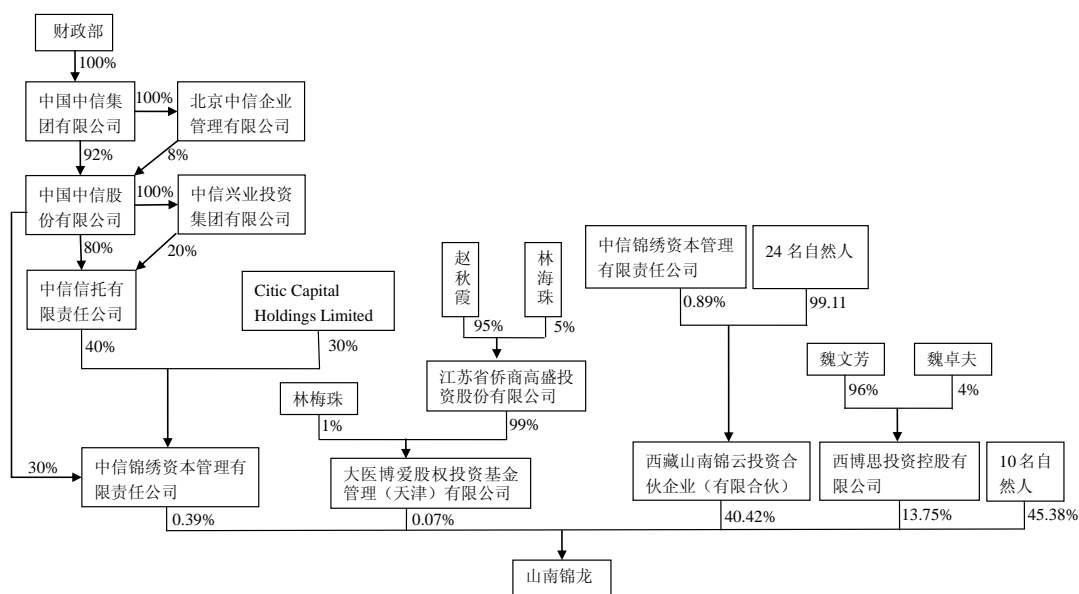 财政部
100%
中国中信集
团有限公司
100%
北京中信企业
管理有限公司
92%
8%
中国中信股
份有限公司
100%
中信兴业投资
集团有限公司
80%
20%
中信信托有
限责任公司
Citic Capital
Holdings Limited
赵秋霞
林海珠
中信锦绣资本管理
有限责任公司
24 名自然人
95%
5%
0.89%
99.11
40%
30%
江苏省侨商高盛投
资股份有限公司
魏文芳
魏卓夫
林梅珠
96%
4%
1%
99%
30%
中信锦绣资本管理有
限责任公司
大医博爱股权投资基金
管理（天津）有限公司
西藏山南锦云投资合
伙企业（有限合伙）
西博思投资控股有
限公司
10 名自
然人
0.39%
0.07%
40.42%
13.75%
45.38%
山南锦龙